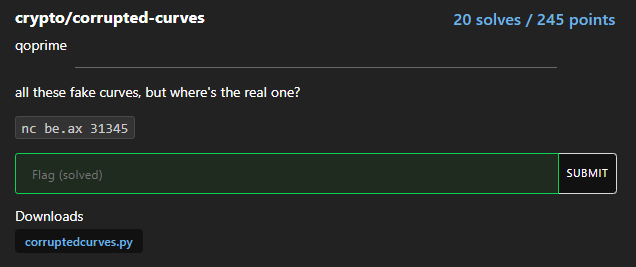 crypto/corrupted-curves
20 solves / 245 points
qoprime
all these fake curves, but where's the real one?
nc be.ax 31345
Flag (solved)
SUBMIT
Downloads
corruptedcurves.py